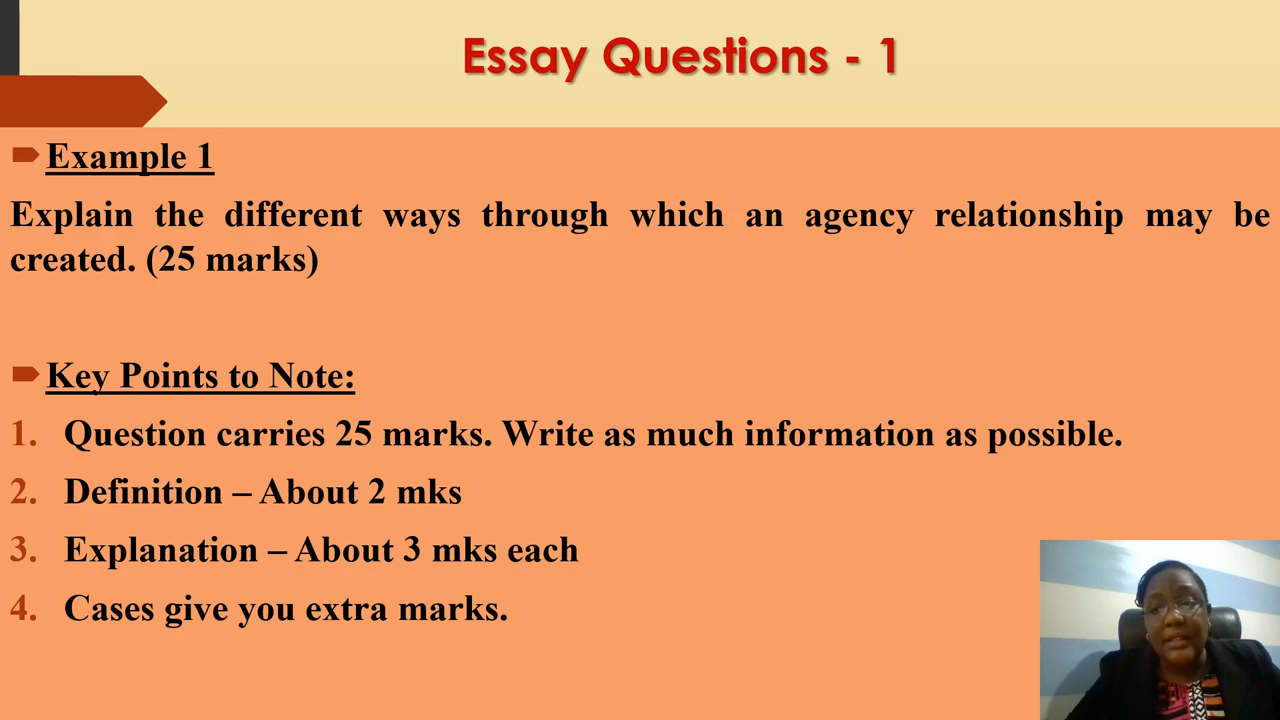 Essay Questions - 1
Example 1
Explain the different ways through which an agency relationship may be
created. (25 marks)
Key Points to Note:
1. Question carries 25 marks. Write as much information as possible.
2. Definition – About 2 mks
3. Explanation – About 3 mks each
4. Cases give you extra marks.